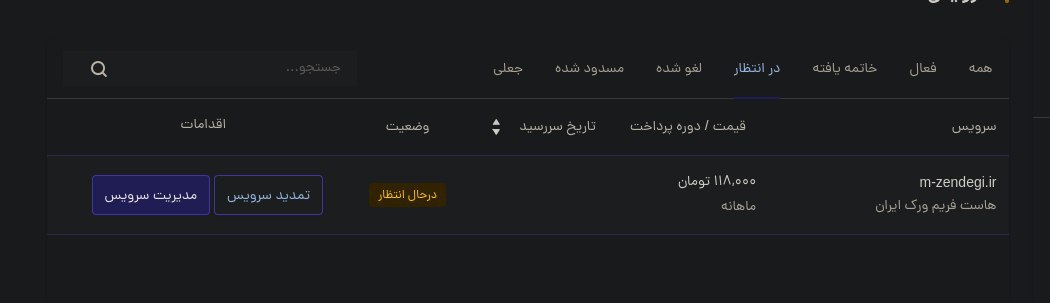 همه
فعال
خاتمه یافته
در انتظار
لغو شده
مسدود شده
جعلی
جستجو...
سرویس
قیمت / دوره پرداخت
تاریخ سررسید
وضعیت
اقدامات
m-zendegi.ir
هاست فریم ورک ایران
۱۱۸,۰۰۰ تومان
ماهانه
درحال انتظار
تمدید سرویس
مدیریت سرویس